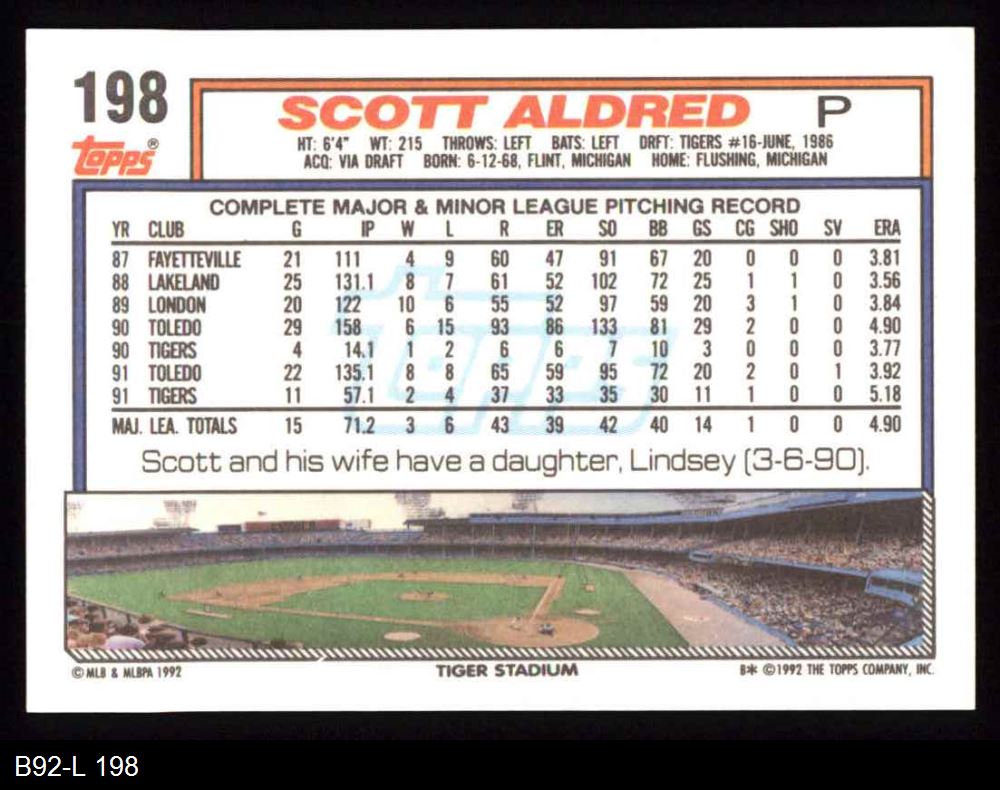 198
SCOTT ALDRED P
topps®
HT: 6'4" WT: 215 THROWS: LEFT BATS: LEFT DRFT: TIGERS #16-JUNE, 1986
ACQ: VIA DRAFT BORN: 6-12-68, FLINT, MICHIGAN HOME: FLUSHING, MICHIGAN
COMPLETE MAJOR & MINOR LEAGUE PITCHING RECORD
YR CLUB G IP W L R ER SO BB GS CG SHO SV ERA
87 FAYETTEVILLE 21 111 4 9 60 47 91 67 20 0 0 0 3.81
88 LAKELAND 25 131.1 8 7 61 52 102 72 25 1 1 0 3.56
89 LONDON 20 122 10 6 55 52 97 59 20 3 1 0 3.84
90 TOLEDO 29 158 6 15 93 86 133 81 29 2 0 0 4.90
90 TIGERS 4 14.1 1 2 6 6 7 10 3 0 0 0 3.77
91 TOLEDO 22 135.1 8 8 65 59 95 72 20 2 0 1 3.92
91 TIGERS 11 57.1 2 4 37 33 35 30 11 1 0 0 5.18
MAJ. LEA. TOTALS 15 71.2 3 6 43 39 42 40 14 1 0 0 4.90
topps
Scott and his wife have a daughter, Lindsey (3-6-90).
© MLB & MLBPA 1992 TIGER STADIUM B* ©1992 THE TOPPS COMPANY, INC.
B92-L 198